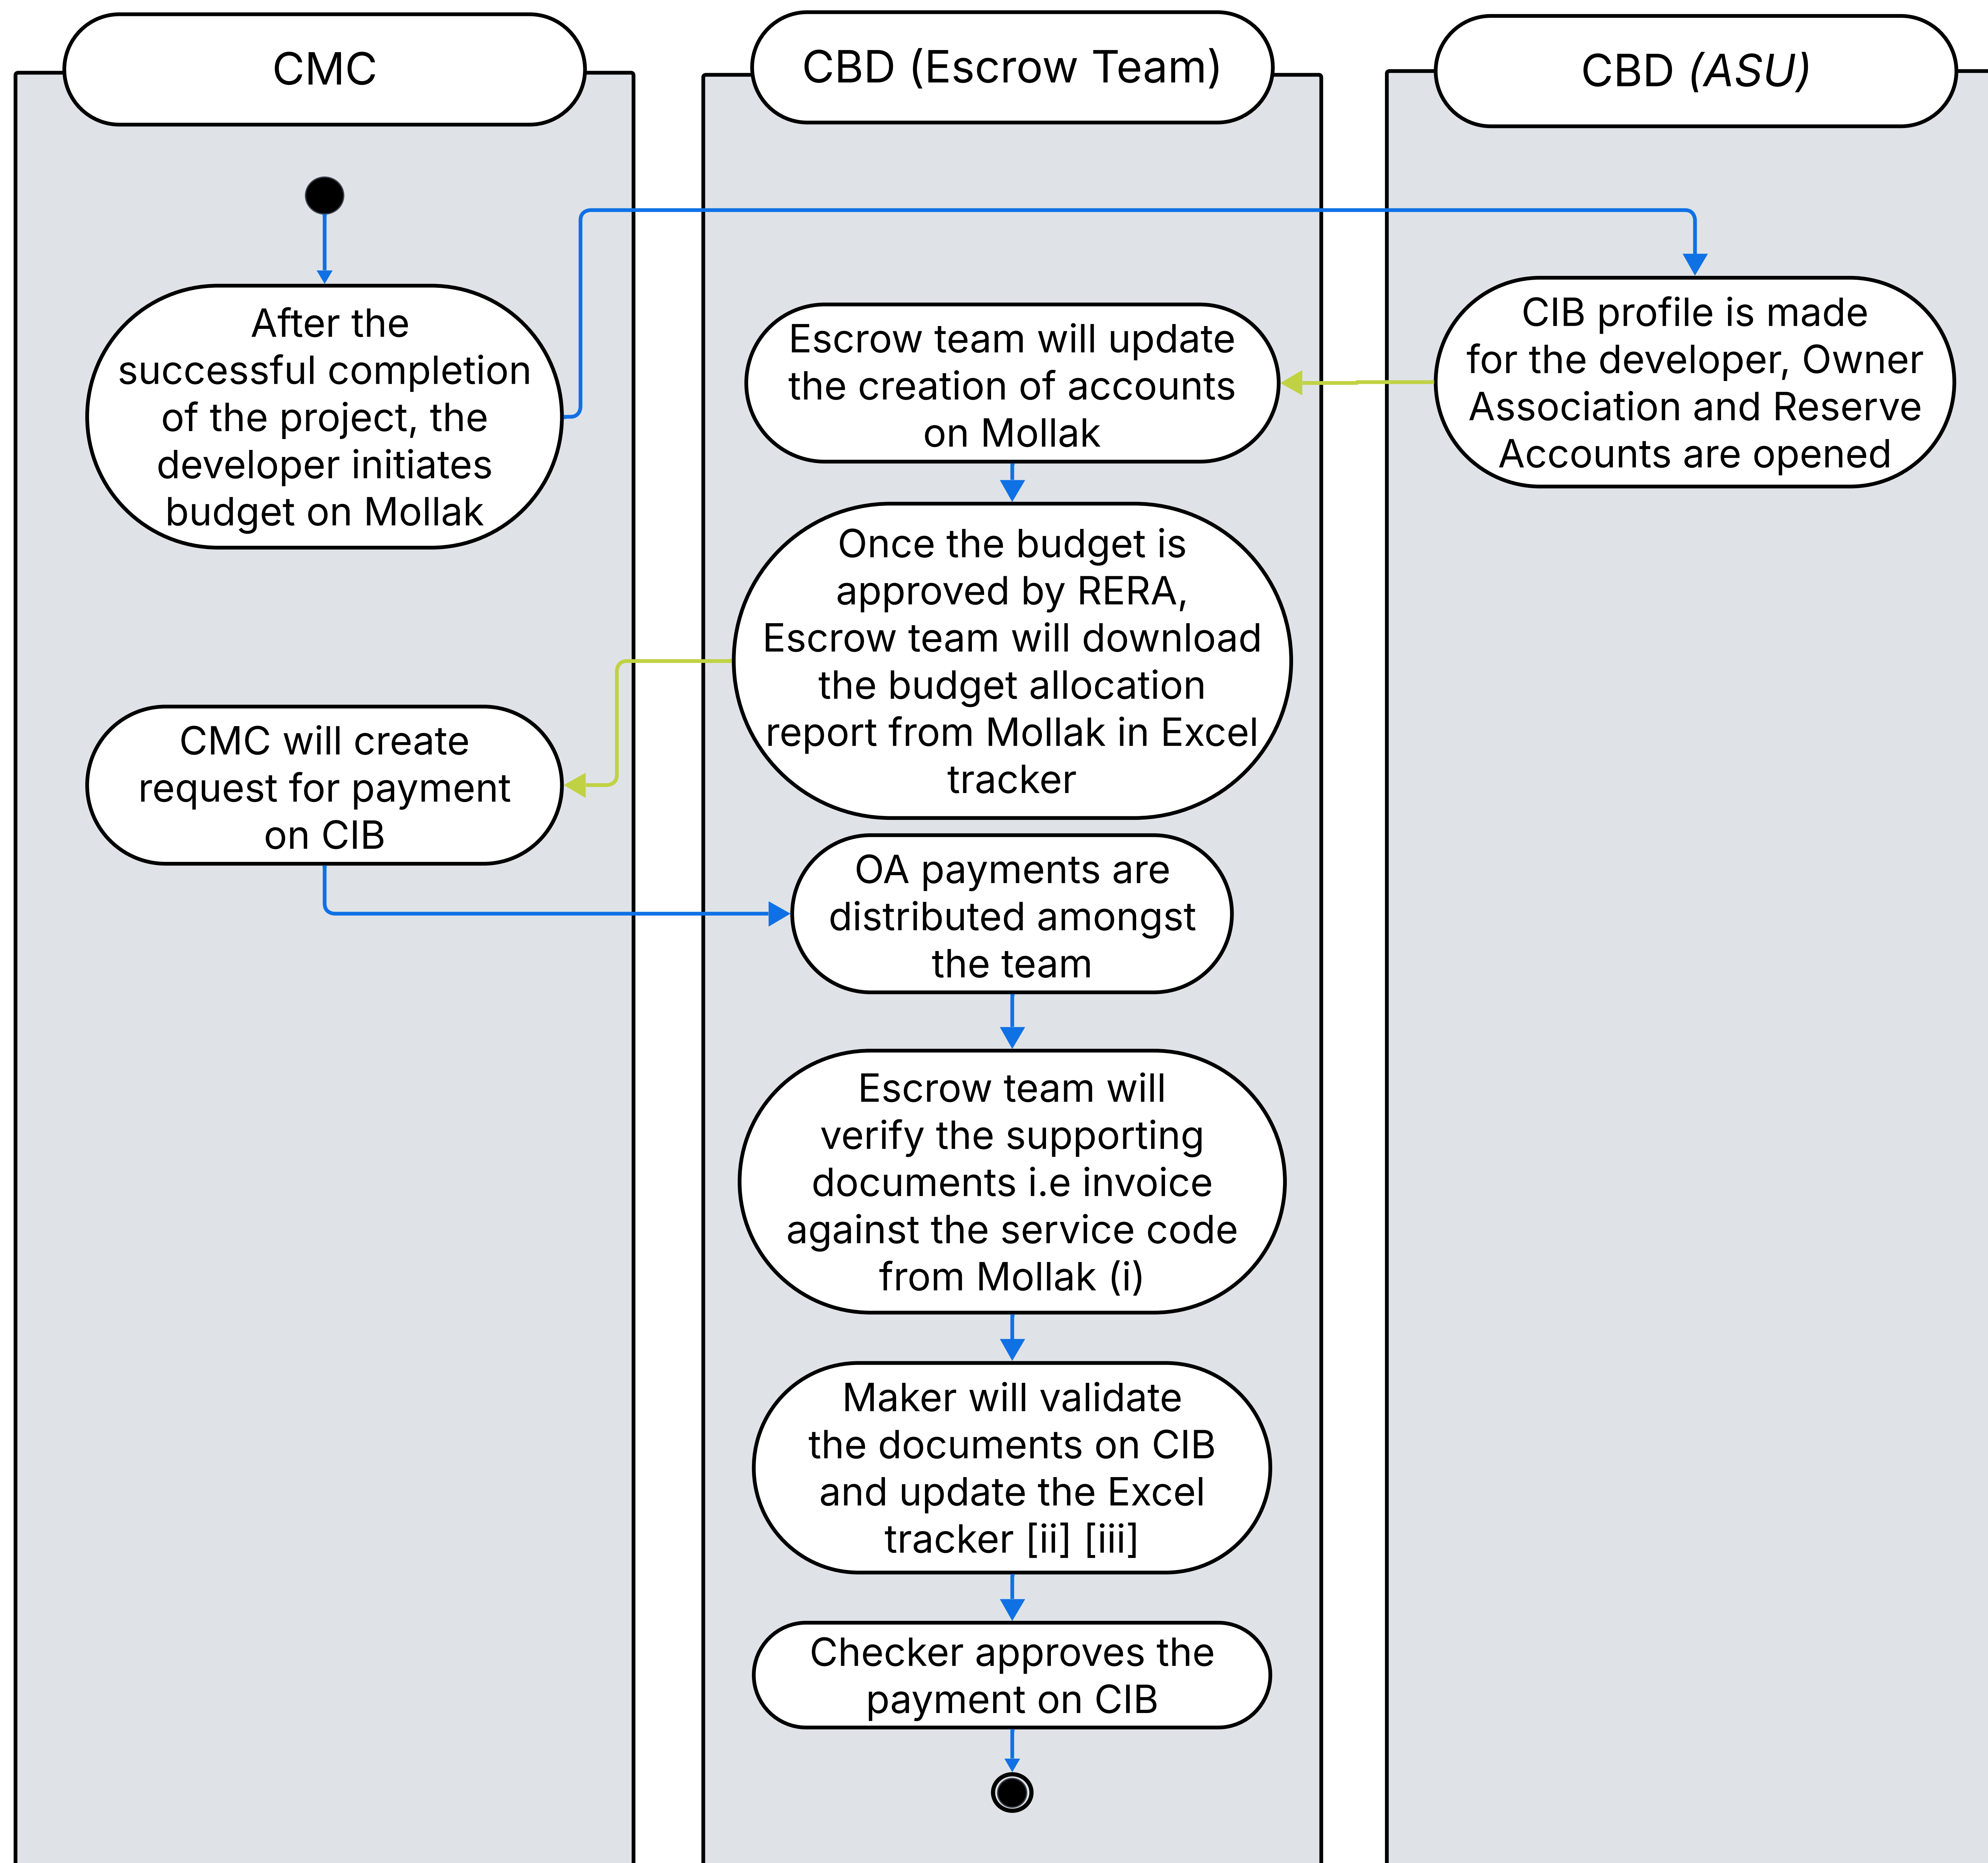 CMC
CBD (Escrow Team)
CBD (ASU)
After the
successful completion
of the project, the
developer initiates
budget on Mollak
CIB profile is made
for the developer, Owner
Association and Reserve
Accounts are opened
Escrow team will update
the creation of accounts
on Mollak
Once the budget is
approved by RERA,
Escrow team will download
the budget allocation
report from Mollak in Excel
tracker
CMC will create
request for payment
on CIB
OA payments are
distributed amongst
the team
Escrow team will
verify the supporting
documents i.e invoice
against the service code
from Mollak (i)
Maker will validate
the documents on CIB
and update the Excel
tracker [ii] [iii]
Checker approves the
payment on CIB